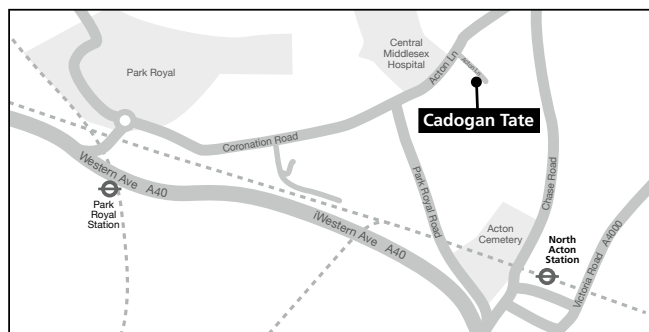 Park Royal
Central
Middlesex
Hospital
Acton Ln
Cadogan Tate
Coronation Road
Western Ave A40
Park
Royal
Station
iWestern Ave A40
Park Royal Road
Chase Road
Acton
Cemetery
North
Acton
Station
Victoria Road A4000